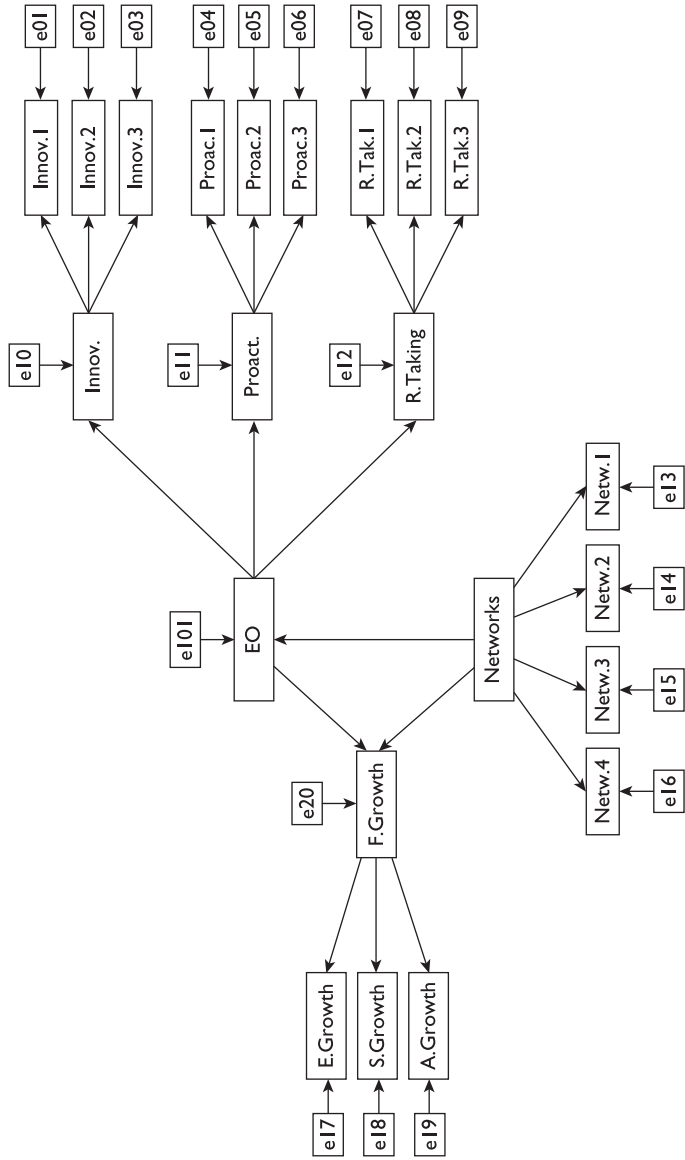 e01
e02
e03
e04
e05
e06
e07
e08
e09
Innov.1
Innov.2
Innov.3
Proac.1
Proac.2
Proac.3
R.Tak.1
R.Tak.2
R.Tak.3
e10
e11
e12
Innov.
Proact.
R.Taking
e101
EO
Networks
Netw.1
Netw.2
Netw.3
Netw.4
e13
e14
e15
e16
e20
F.Growth
E.Growth
S.Growth
A.Growth
e17
e18
e19